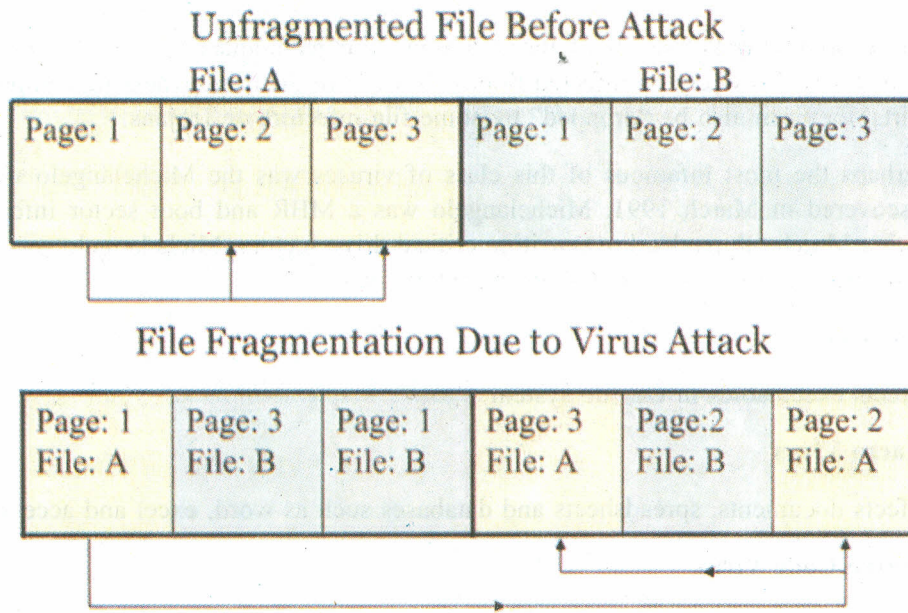 Unfragmented File Before Attack
File: A File: B
Page: 1 Page: 2 Page: 3 Page: 1 Page: 2 Page: 3
File Fragmentation Due to Virus Attack
Page: 1 Page: 3 Page: 1 Page: 3 Page:2 Page: 2
File: A File: B File: B File: A File: B File: A